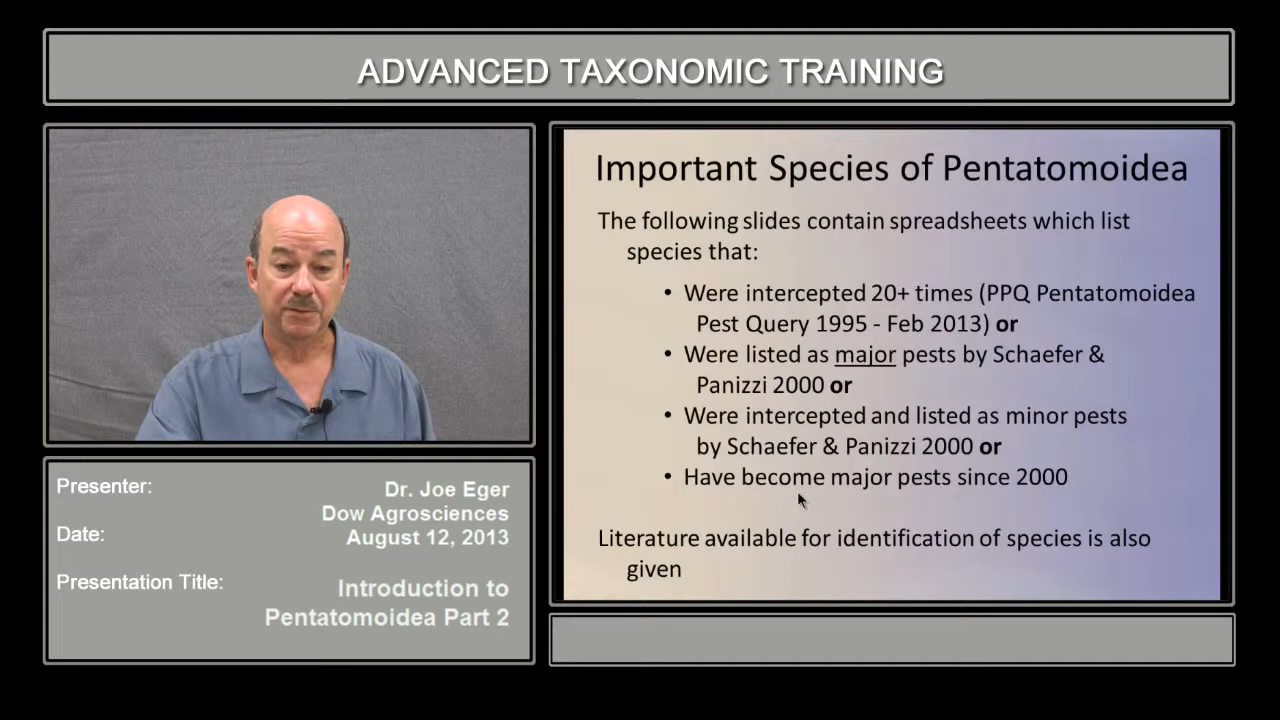 ADVANCED TAXONOMIC TRAINING
Important Species of Pentatomoidea
The following slides contain spreadsheets which list
species that:
• Were intercepted 20+ times (PPQ Pentatomoidea
Pest Query 1995 - Feb 2013) or
• Were listed as major pests by Schaefer &
Panizzi 2000 or
• Were intercepted and listed as minor pests
by Schaefer & Panizzi 2000 or
• Have become major pests since 2000
Literature available for identification of species is also
given
Presenter:
Dr. Joe Eger
Dow Agrosciences
Date:
August 12, 2013
Presentation Title:
Introduction to
Pentatomoidea Part 2